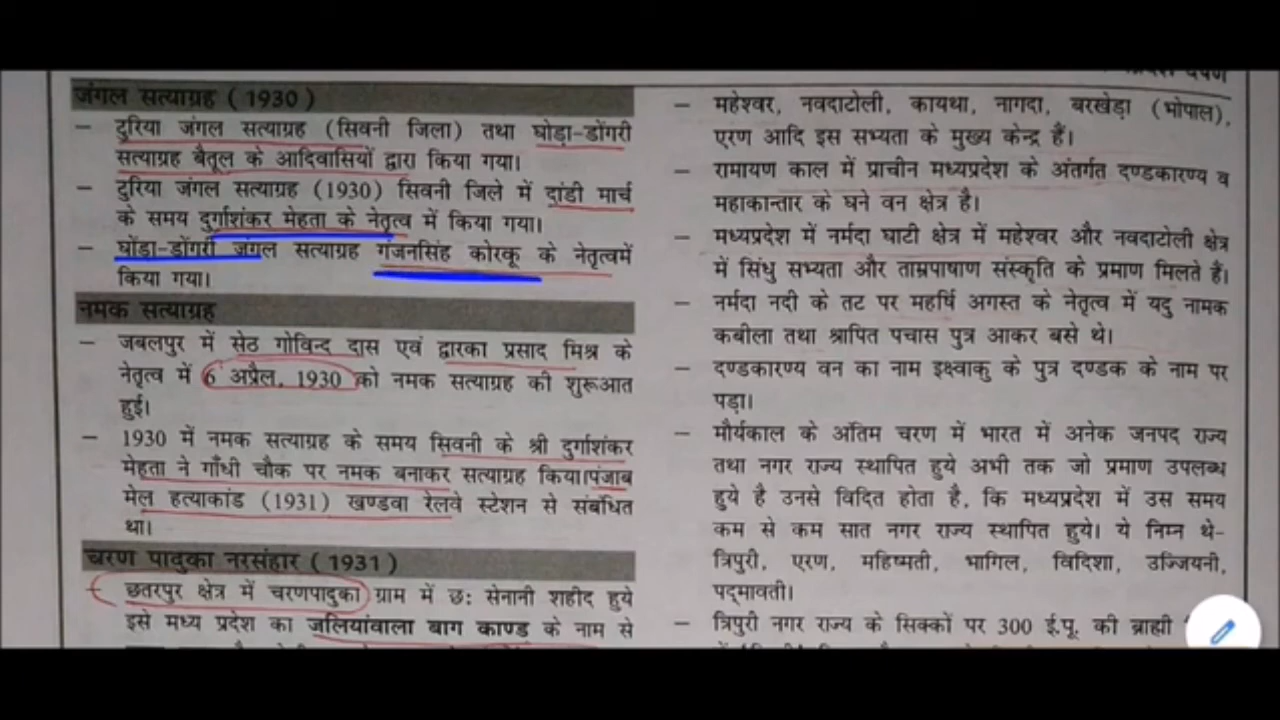 दर्पण
जंगल सत्याग्रह ( 1930 )
– टुरिया जंगल सत्याग्रह (सिवनी जिला) तथा घोड़ा-डोंगरी
सत्याग्रह बैतूल के आदिवासियों द्वारा किया गया।
– टुरिया जंगल सत्याग्रह (1930) सिवनी जिले में दांडी मार्च
के समय दुर्गाशंकर मेहता के नेतृत्व में किया गया।
– घोड़ा-डोंगरी जंगल सत्याग्रह गंजनसिंह कोरकू के नेतृत्वमें
किया गया।
नमक सत्याग्रह
– जबलपुर में सेठ गोविन्द दास एवं द्वारका प्रसाद मिश्र के
नेतृत्व में 6 अप्रैल, 1930 को नमक सत्याग्रह की शुरूआत
हुई।
– 1930 में नमक सत्याग्रह के समय सिवनी के श्री दुर्गाशंकर
मेहता ने गाँधी चौक पर नमक बनाकर सत्याग्रह किया।पंजाब
मेल हत्याकांड (1931) खण्डवा रेलवे स्टेशन से संबंधित
था।
चरण पादुका नरसंहार ( 1931 )
– छतरपुर क्षेत्र में चरणपादुका ग्राम में छ: सेनानी शहीद हुये
इसे मध्य प्रदेश का जलियांवाला बाग काण्ड के नाम से
– महेश्वर, नवदाटोली, कायथा, नागदा, बरखेड़ा (भोपाल),
एरण आदि इस सभ्यता के मुख्य केन्द्र हैं।
– रामायण काल में प्राचीन मध्यप्रदेश के अंतर्गत दण्डकारण्य व
महाकान्तार के घने वन क्षेत्र है।
– मध्यप्रदेश में नर्मदा घाटी क्षेत्र में महेश्वर और नवदाटोली क्षेत्र
में सिंधु सभ्यता और ताम्रपाषाण संस्कृति के प्रमाण मिलते हैं।
– नर्मदा नदी के तट पर महर्षि अगस्त के नेतृत्व में यदु नामक
कबीला तथा श्रापित पचास पुत्र आकर बसे थे।
– दण्डकारण्य वन का नाम इक्ष्वाकु के पुत्र दण्डक के नाम पर
पड़ा।
– मौर्यकाल के अंतिम चरण में भारत में अनेक जनपद राज्य
तथा नगर राज्य स्थापित हुये अभी तक जो प्रमाण उपलब्ध
हुये है उनसे विदित होता है, कि मध्यप्रदेश में उस समय
कम से कम सात नगर राज्य स्थापित हुये। ये निम्न थे-
त्रिपुरी, एरण, महिष्मती, भागिल, विदिशा, उज्जियनी,
पद्मावती।
– त्रिपुरी नगर राज्य के सिक्कों पर 300 ई.पू. की ब्राह्मी